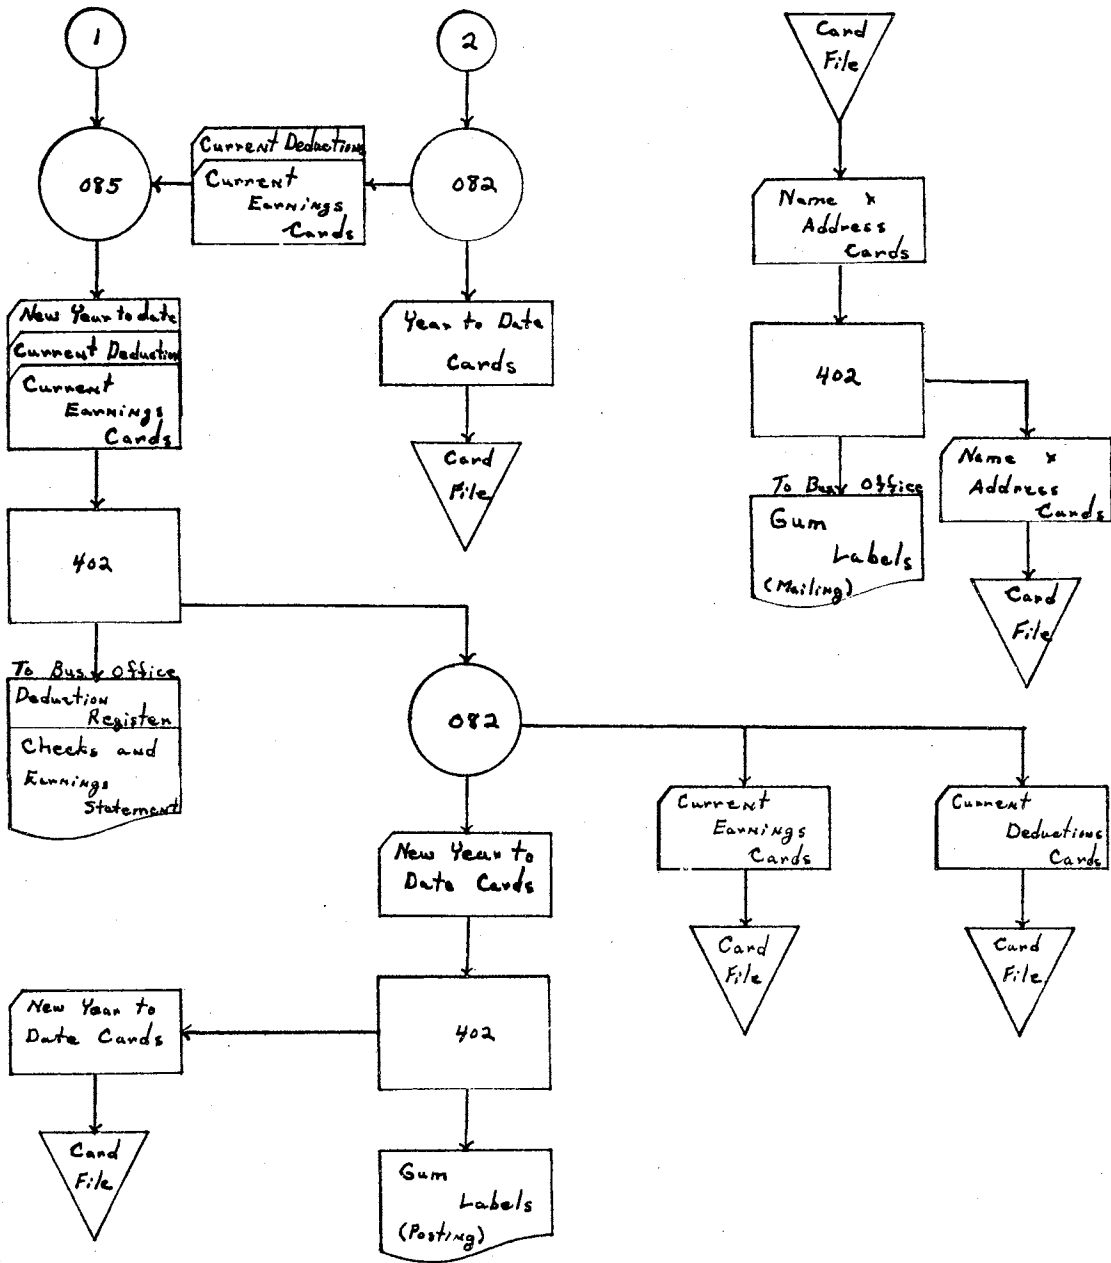 1
2
Card
File
085
Current Deduction
Current
Earnings
Cards
082
Name &
Address
Cards
New Year to date
Current Deduction
Current
Earnings
Cards
Year to Date
Cards
402
Card
File
Name &
Address
Cards
To Bus Office
Gum
Labels
(Mailing)
Card
File
402
To Bus Office
Deduction
Register
Checks and
Earnings
Statement
082
Current
Earnings
Cards
Current
Deductions
Cards
New Year to
Date Cards
Card
File
Card
File
New Year to
Date Cards
402
Card
File
Gum
Labels
(Posting)